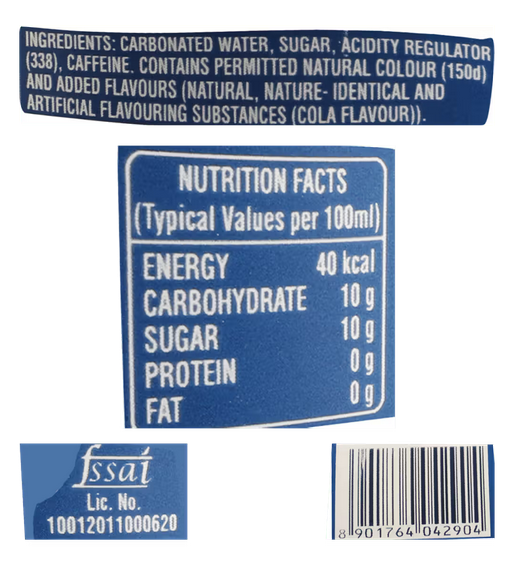 INGREDIENTS: CARBONATED WATER, SUGAR, ACIDITY REGULATOR
(338), CAFFEINE. CONTAINS PERMITTED NATURAL COLOUR (150d)
AND ADDED FLAVOURS (NATURAL, NATURE- IDENTICAL AND
ARTIFICIAL FLAVOURING SUBSTANCES (COLA FLAVOUR)).
NUTRITION FACTS
(Typical Values per 100ml)
ENERGY 40 kcal
CARBOHYDRATE 10 g
SUGAR 10 g
PROTEIN 0 g
FAT 0 g
fssai
Lic. No.
10012011000620
8 901764 042904